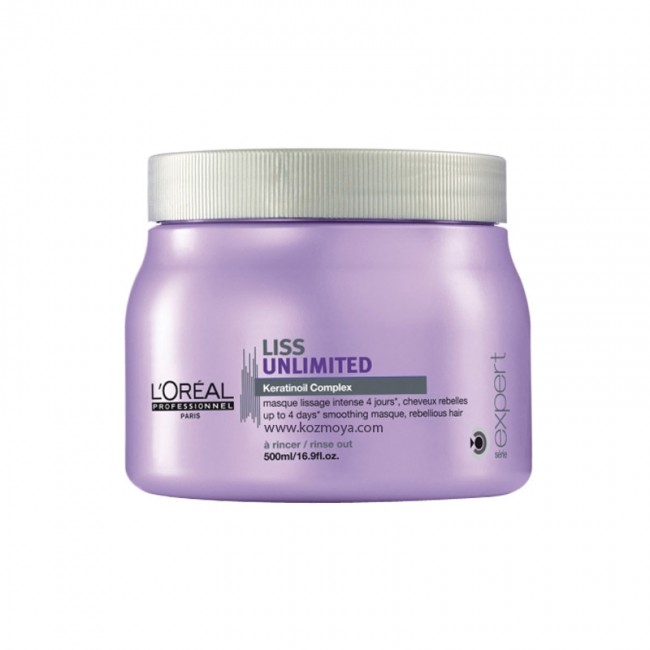 LISS
UNLIMITED
Keratinoil Complex
masque lissage intense 4 jours*, cheveux rebelles
up to 4 days* smoothing masque, rebellious hair
www.kozmoya.com
à rincer / rinse out
500ml/16.9fl.oz.
L'ORÉAL
PROFESSIONNEL
PARIS
série expert